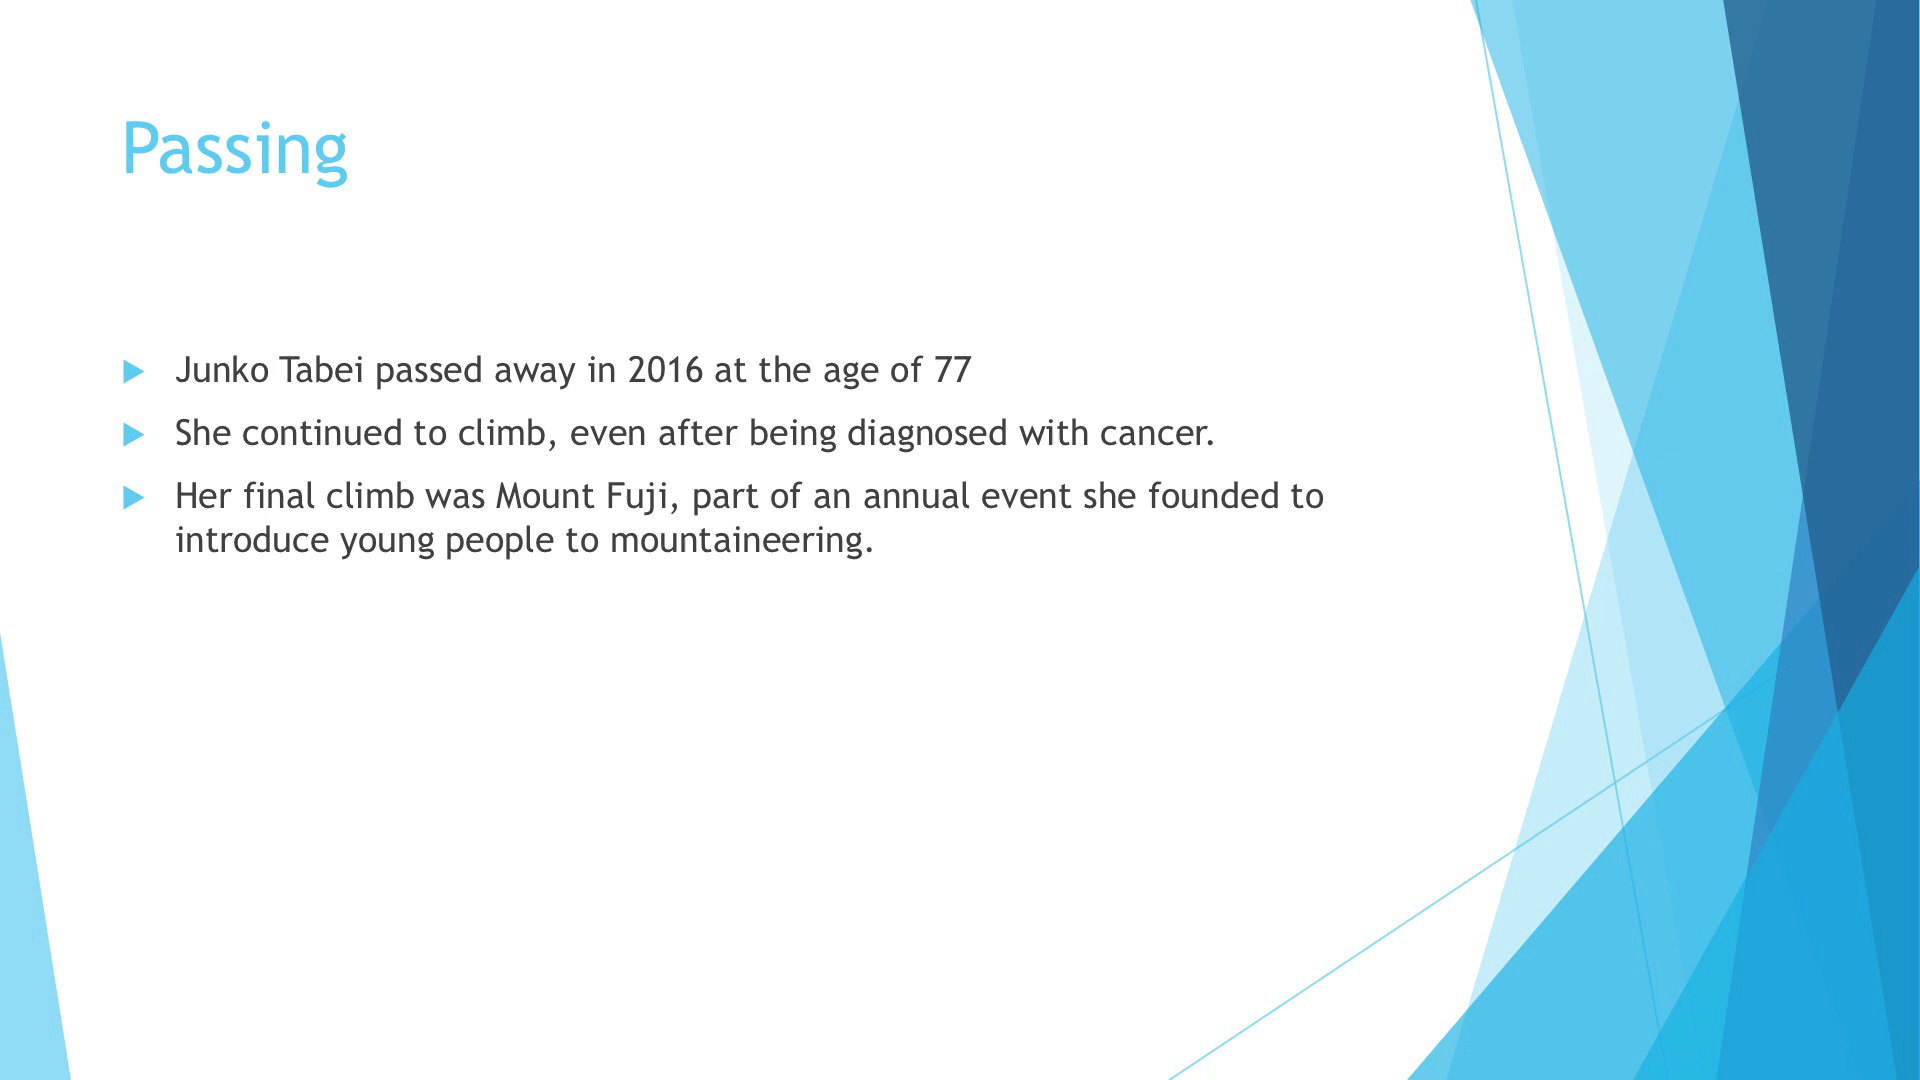 Passing
Junko Tabei passed away in 2016 at the age of 77
She continued to climb, even after being diagnosed with cancer.
Her final climb was Mount Fuji, part of an annual event she founded to
introduce young people to mountaineering.